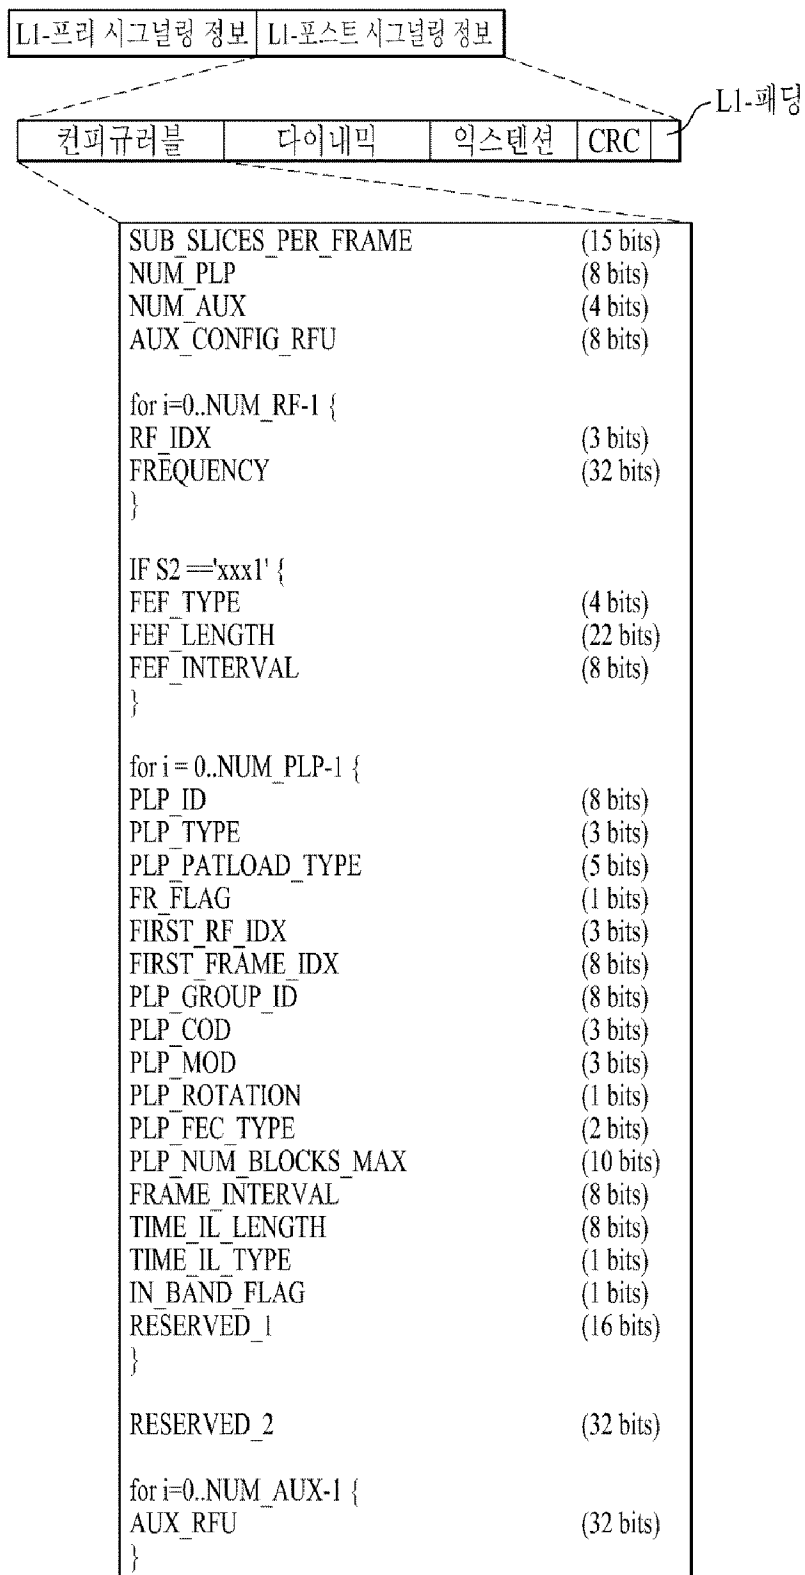 L1-프리 시그널링 정보 L1-포스트 시그널링 정보
L1-패딩
컨피규러블 다이내믹 익스텐션 CRC
SUB_SLICES_PER_FRAME (15 bits)
NUM_PLP (8 bits)
NUM_AUX (4 bits)
AUX_CONFIG_RFU (8 bits)
for i=0..NUM_RF-1 {
RF_IDX (3 bits)
FREQUENCY (32 bits)
}
IF S2 =='xxx1' {
FEF_TYPE (4 bits)
FEF_LENGTH (22 bits)
FEF_INTERVAL (8 bits)
}
for i = 0..NUM_PLP-1 {
PLP_ID (8 bits)
PLP_TYPE (3 bits)
PLP_PATLOAD_TYPE (5 bits)
FR_FLAG (1 bits)
FIRST_RF_IDX (3 bits)
FIRST_FRAME_IDX (8 bits)
PLP_GROUP_ID (8 bits)
PLP_COD (3 bits)
PLP_MOD (3 bits)
PLP_ROTATION (1 bits)
PLP_FEC_TYPE (2 bits)
PLP_NUM_BLOCKS_MAX (10 bits)
FRAME_INTERVAL (8 bits)
TIME_IL_LENGTH (8 bits)
TIME_IL_TYPE (1 bits)
IN_BAND_FLAG (1 bits)
RESERVED_1 (16 bits)
}
RESERVED_2 (32 bits)
for i=0..NUM_AUX-1 {
AUX_RFU (32 bits)
}